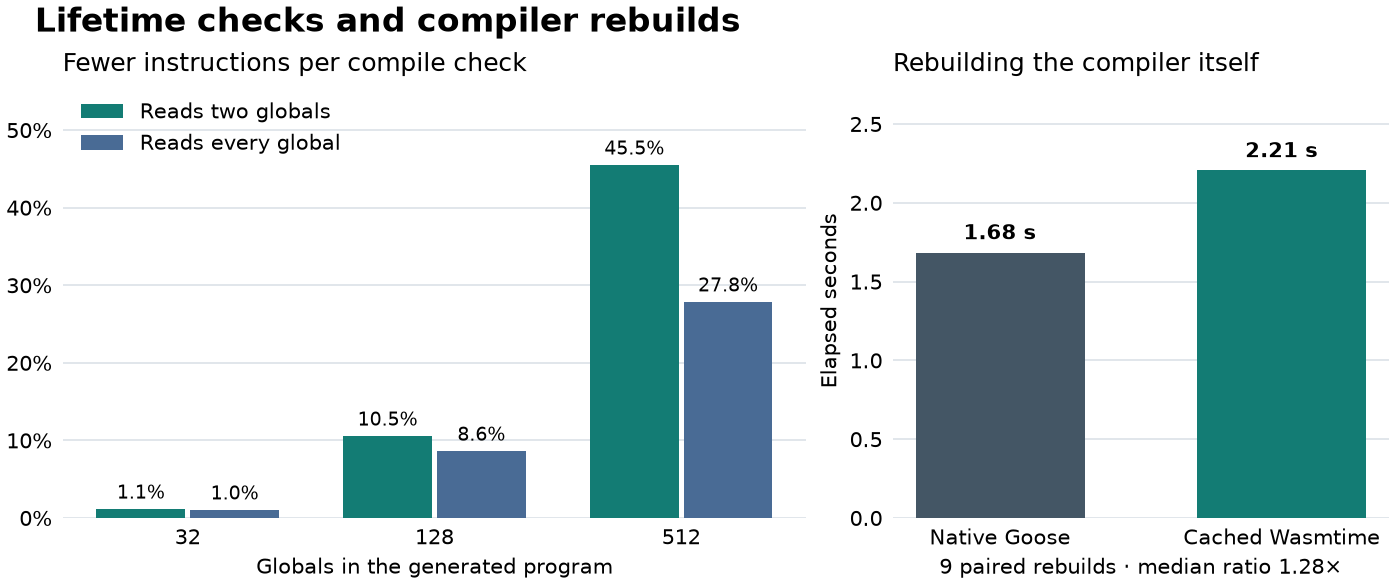 Lifetime checks and compiler rebuilds
Fewer instructions per compile check
Reads two globals
Reads every global
50%
40%
30%
20%
10%
0%
1.1%
1.0%
10.5%
8.6%
45.5%
27.8%
32
128
512
Globals in the generated program
Rebuilding the compiler itself
Elapsed seconds
2.5
2.0
1.5
1.0
0.5
0.0
1.68 s
2.21 s
Native Goose
Cached Wasmtime
9 paired rebuilds · median ratio 1.28×